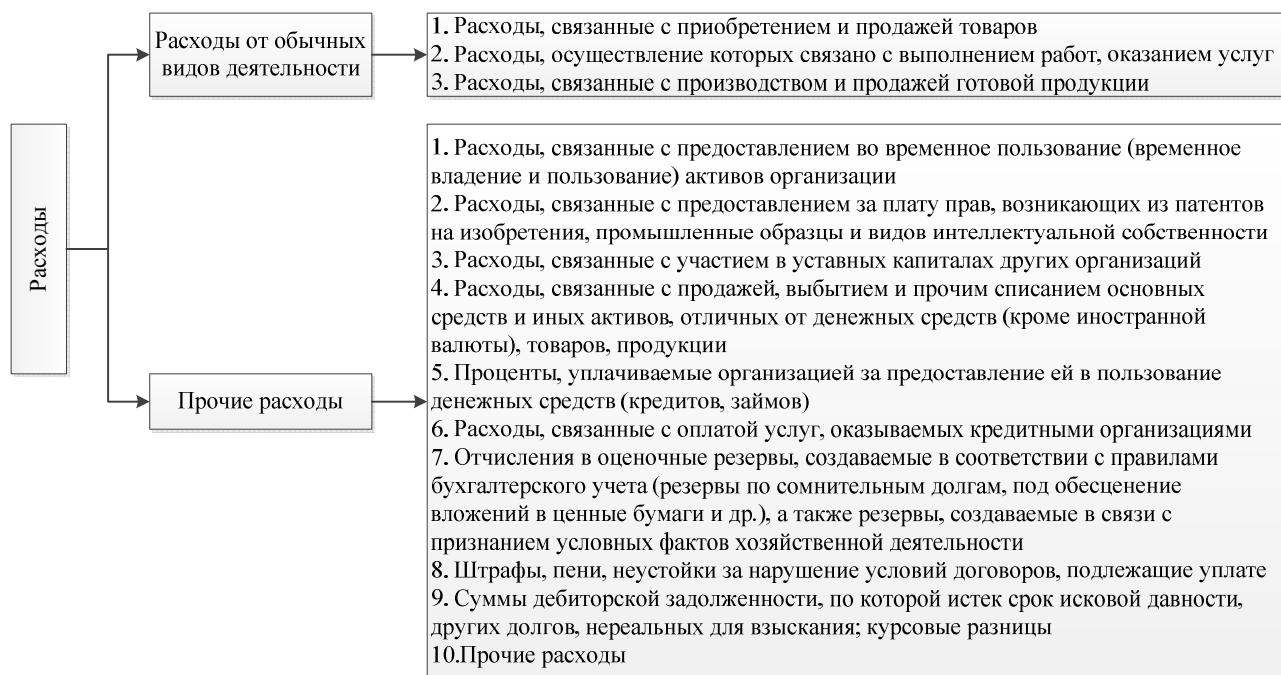 Расходы
Расходы от обычных
видов деятельности
1. Расходы, связанные с приобретением и продажей товаров
2. Расходы, осуществление которых связано с выполнением работ, оказанием услуг
3. Расходы, связанные с производством и продажей готовой продукции
Прочие расходы
1. Расходы, связанные с предоставлением во временное пользование (временное
владение и пользование) активов организации
2. Расходы, связанные с предоставлением за плату прав, возникающих из патентов
на изобретения, промышленные образцы и видов интеллектуальной собственности
3. Расходы, связанные с участием в уставных капиталах других организаций
4. Расходы, связанные с продажей, выбытием и прочим списанием основных
средств и иных активов, отличных от денежных средств (кроме иностранной
валюты), товаров, продукции
5. Проценты, уплачиваемые организацией за предоставление ей в пользование
денежных средств (кредитов, займов)
6. Расходы, связанные с оплатой услуг, оказываемых кредитными организациями
7. Отчисления в оценочные резервы, создаваемые в соответствии с правилами
бухгалтерского учета (резервы по сомнительным долгам, под обесценение
вложений в ценные бумаги и др.), а также резервы, создаваемые в связи с
признанием условных фактов хозяйственной деятельности
8. Штрафы, пени, неустойки за нарушение условий договоров, подлежащие уплате
9. Суммы дебиторской задолженности, по которой истек срок исковой давности,
других долгов, нереальных для взыскания; курсовые разницы
10.Прочие расходы